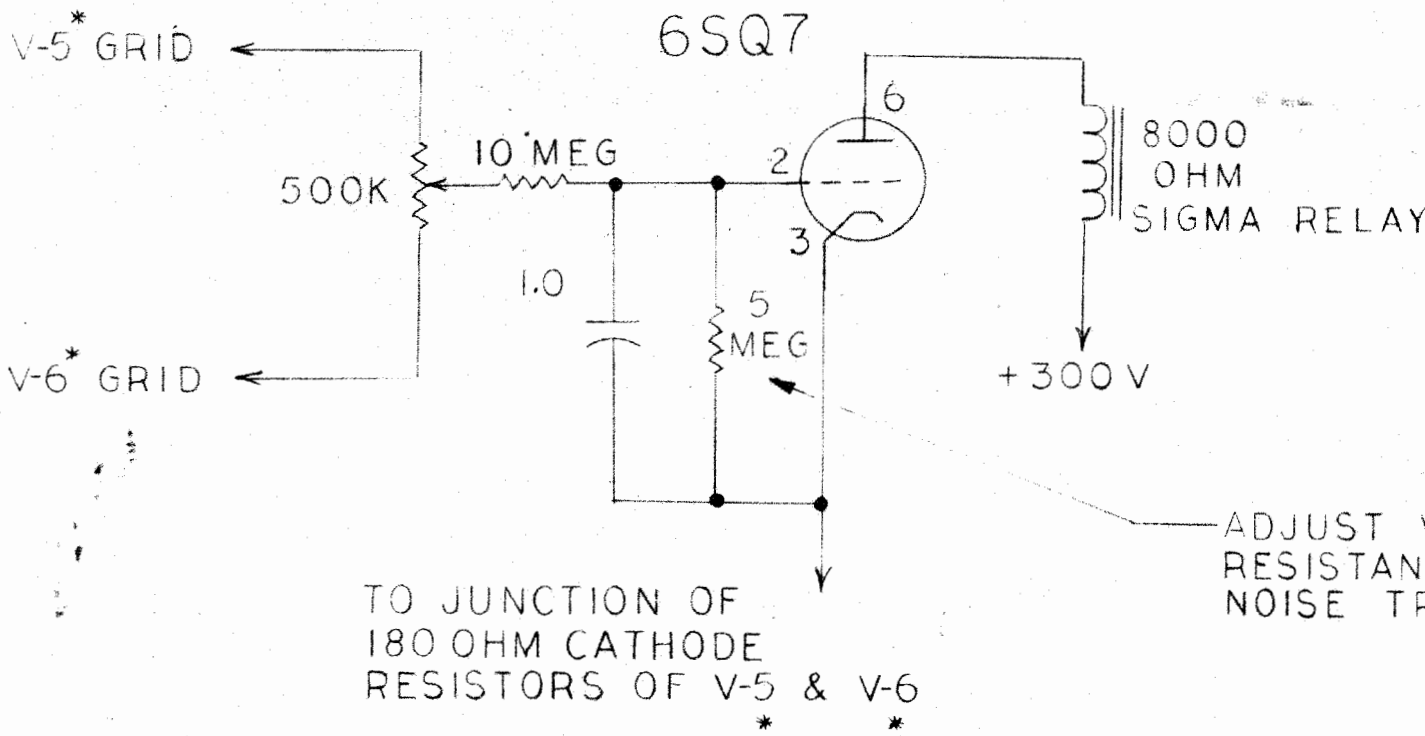 6SQ7
V-5* GRID
500K
10 MEG
V-6* GRID
1.0
5
MEG
2
3
6
8000
OHM
SIGMA RELAY
+300 V
ADJUST
RESISTAN
NOISE
TO JUNCTION OF
180 OHM CATHODE
RESISTORS OF V-5 & V-6
* *